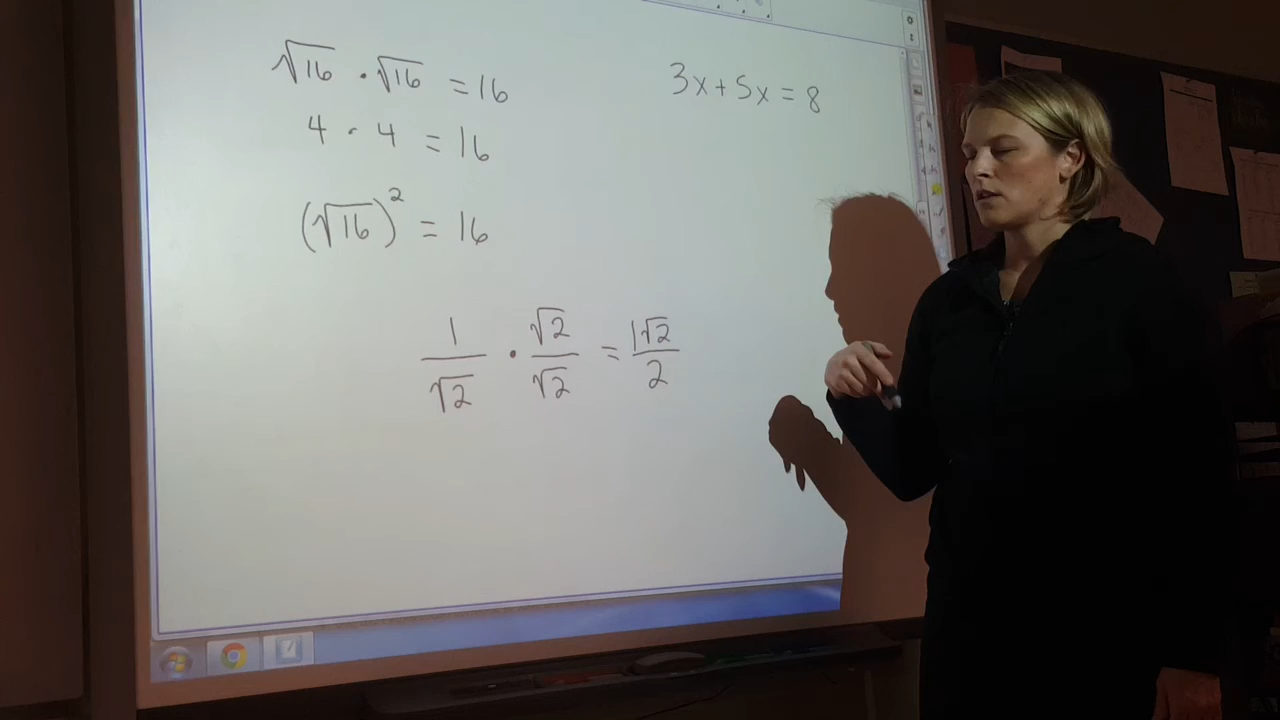 √16 · √16 = 16
3x + 5x = 8
4 · 4 = 16
(√16)² = 16
1/√2 · √2/√2 = 1√2/2